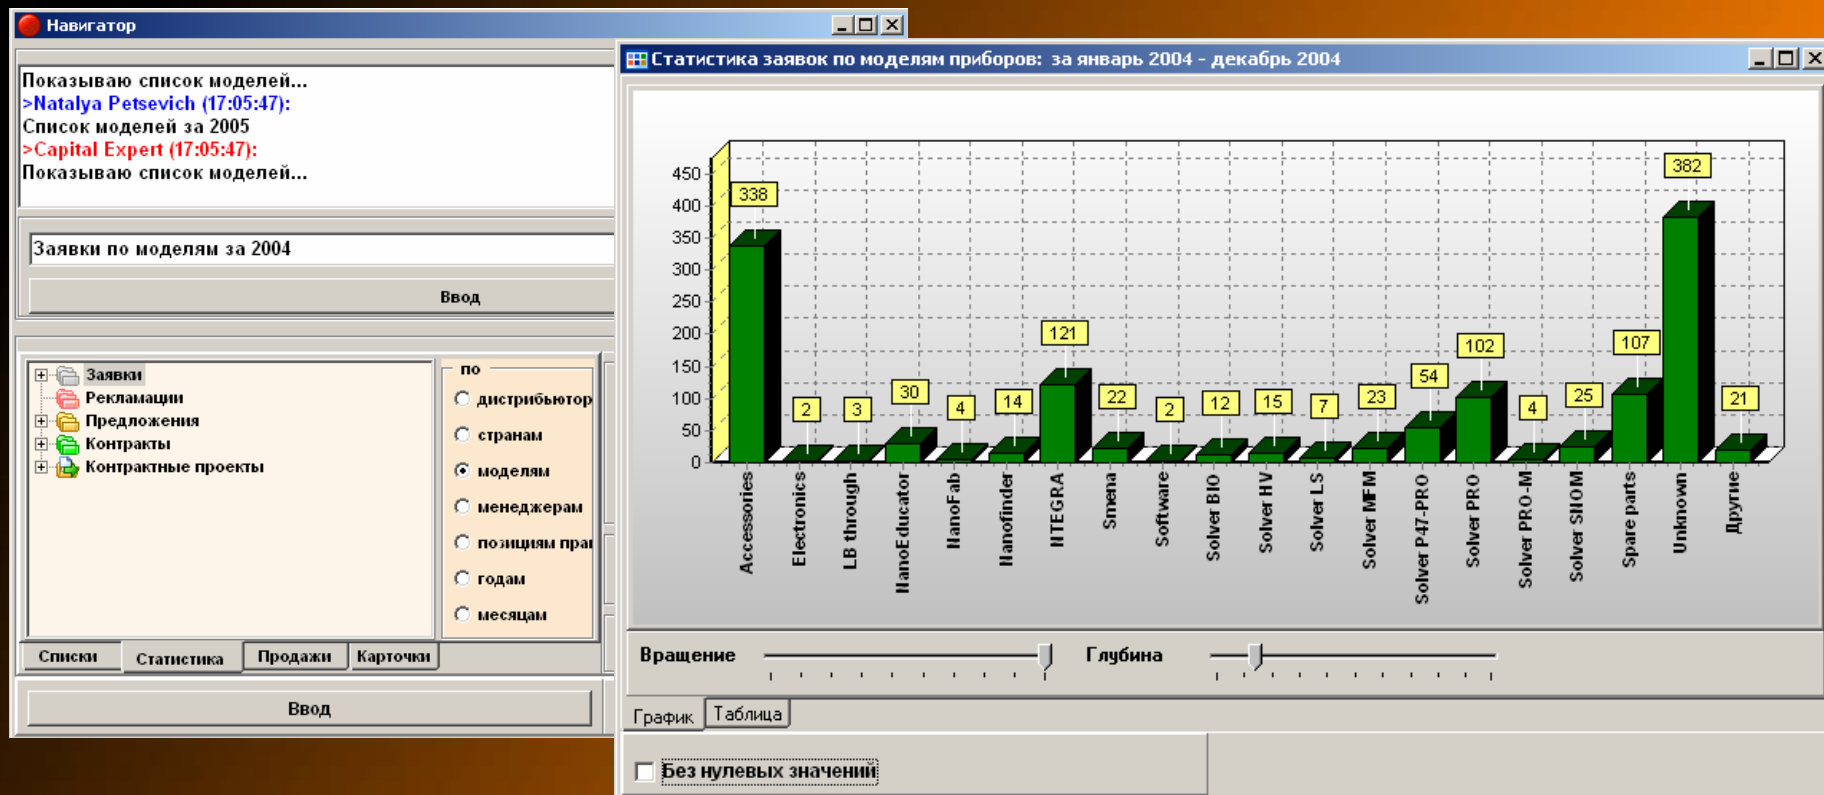 Навигатор
Показываю список моделей...
>Natalya Petsevich (17:05:47):
Список моделей за 2005
>Capital Expert (17:05:47):
Показываю список моделей...
Заявки по моделям за 2004
Ввод
Заявки
Рекламации
Предложения
Контракты
Контрактные проекты
по
дистрибьютор
странам
моделям
менеджерам
позициям
годам
месяцам
Списки
Статистика
Продажи
Карточки
Ввод
Статистика заявок по моделям приборов: за январь 2004 - декабрь 2004
450
400
350
300
250
200
150
100
50
0
338
2
3
30
4
14
121
22
2
12
15
7
23
54
102
4
25
107
382
21
Accessories
Electronics
LB through
NanoEducator
NanoFab
Nanofinder
NTEGRA
Smena
Software
Solver BIO
Solver HV
Solver LS
Solver MFM
Solver P47-PRO
Solver PRO
Solver PRO-M
Solver SNOM
Spare parts
Unknown
Другие
Вращение
Глубина
График
Таблица
Без нулевых значений